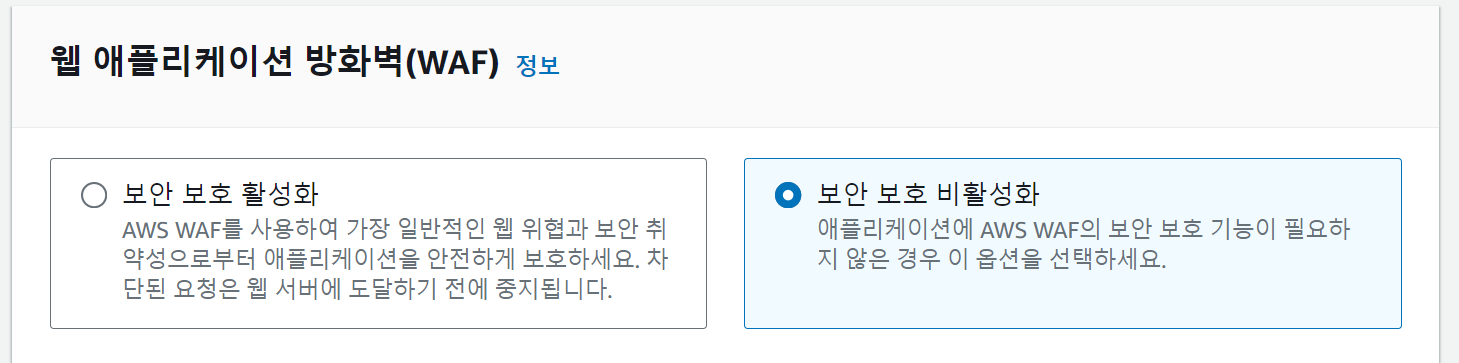 웹 애플리케이션 방화벽(WAF) 정보
보안 보호 활성화
AWS WAF를 사용하여 가장 일반적인 웹 위협과 보안 취
약성으로부터 애플리케이션을 안전하게 보호하세요. 차
단된 요청은 웹 서버에 도달하기 전에 중지됩니다.
보안 보호 비활성화
애플리케이션에 AWS WAF의 보안 보호 기능이 필요하
지 않은 경우 이 옵션을 선택하세요.